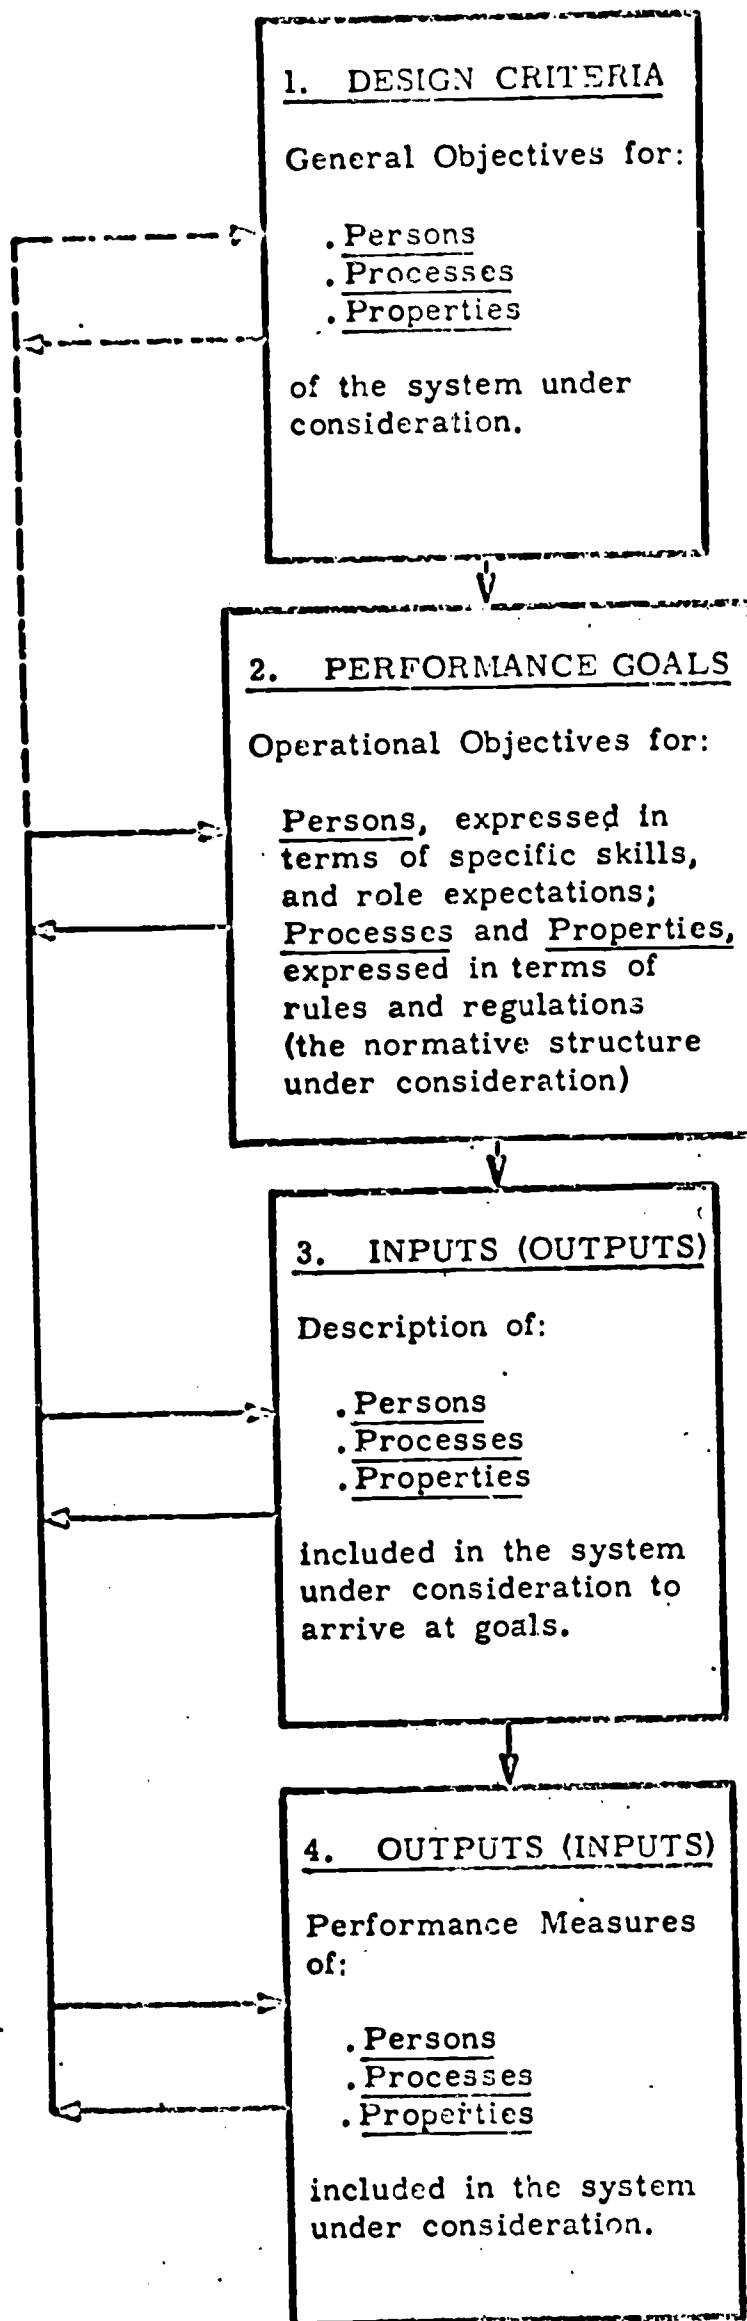 1. DESIGN CRITERIA
General Objectives for:
. Persons
. Processes
. Properties
of the system under
consideration.
2. PERFORMANCE GOALS
Operational Objectives for:
Persons, expressed in
terms of specific skills,
and role expectations;
Processes and Properties,
expressed in terms of
rules and regulations
(the normative structure
under consideration)
3. INPUTS (OUTPUTS)
Description of:
. Persons
. Processes
. Properties
included in the system
under consideration to
arrive at goals.
4. OUTPUTS (INPUTS)
Performance Measures
of:
. Persons
. Processes
. Properties
included in the system
under consideration.